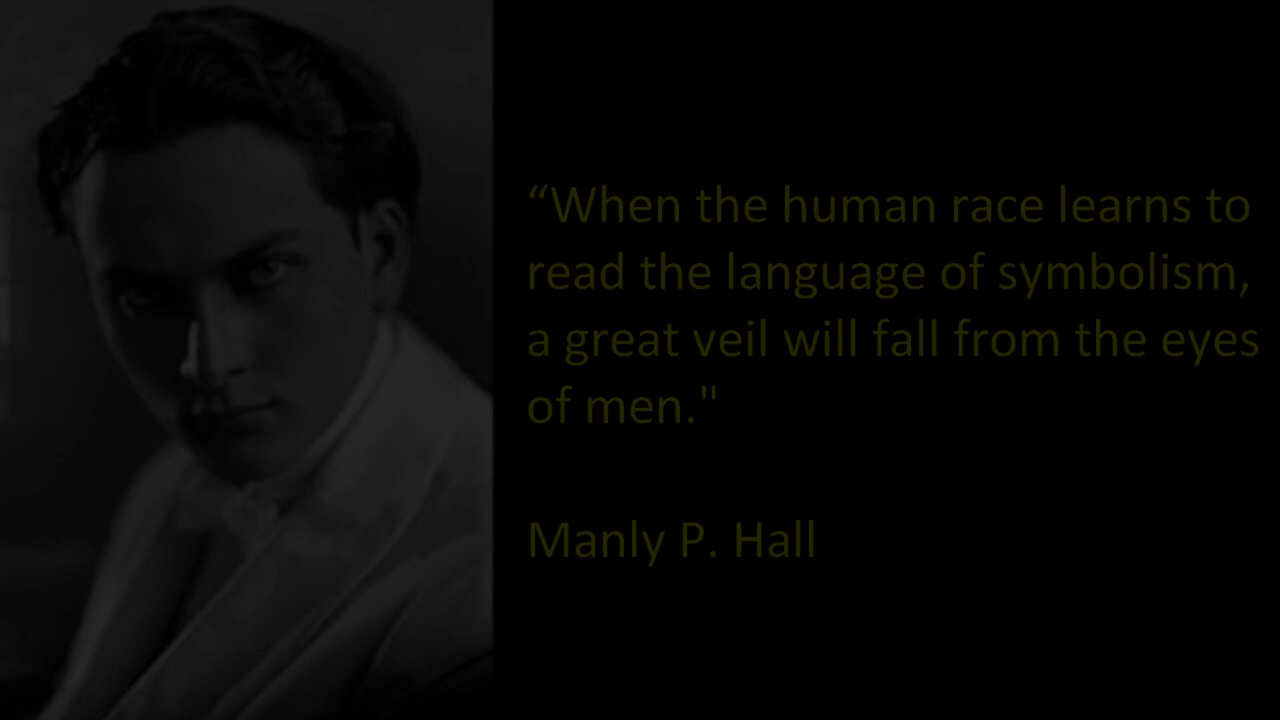 “When the human race learns to
read the language of symbolism,
a great veil will fall from the eyes
of men."
Manly P. Hall